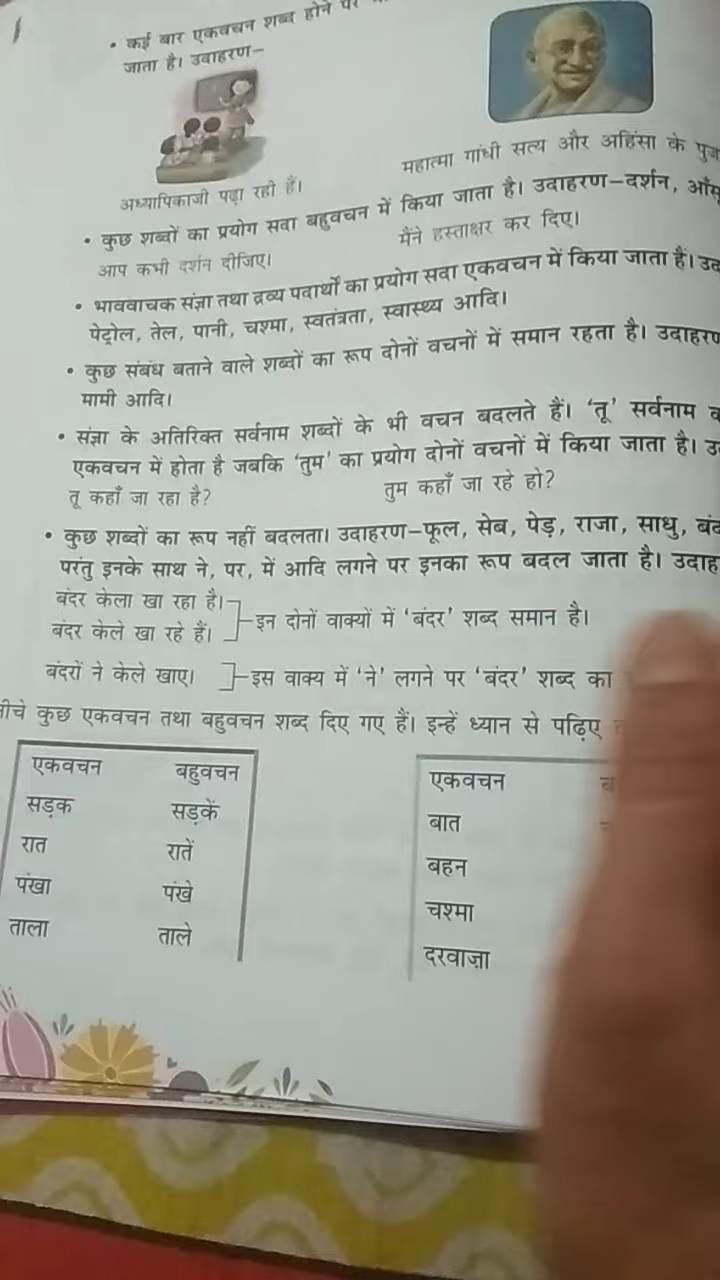 • कई बार एकवचन शब्द होने पर
जाता है। उदाहरण–
अध्यापिकाजी पढ़ा रही हैं।
महात्मा गांधी सत्य और अहिंसा के
• कुछ शब्दों का प्रयोग सदा बहुवचन में किया जाता है। उदाहरण–दर्शन,
आप कभी दर्शन दीजिए।
मैंने हस्ताक्षर कर दिए।
• भाववाचक संज्ञा तथा द्रव्य पदार्थों का प्रयोग सदा एकवचन में किया जाता हैं।
पेट्रोल, तेल, पानी, चश्मा, स्वतंत्रता, स्वास्थ्य आदि।
• कुछ संबंध बताने वाले शब्दों का रूप दोनों वचनों में समान रहता है।
मामी आदि।
• संज्ञा के अतिरिक्त सर्वनाम शब्दों के भी वचन बदलते हैं। ‘तू’ सर्वनाम
एकवचन में होता है जबकि ‘तुम’ का प्रयोग दोनों वचनों में किया जाता है।
तू कहाँ जा रहा है?
तुम कहाँ जा रहे हो?
• कुछ शब्दों का रूप नहीं बदलता। उदाहरण–फूल, सेब, पेड़, राजा, साधु,
परंतु इनके साथ ने, पर, में आदि लगने पर इनका रूप बदल जाता है।
बंदर केला खा रहा है।
बंदर केले खा रहे हैं।
इन दोनों वाक्यों में ‘बंदर’ शब्द समान है।
बंदरों ने केले खाए।
इस वाक्य में ‘ने’ लगने पर ‘बंदर’ शब्द का
कुछ एकवचन तथा बहुवचन शब्द दिए गए हैं। इन्हें ध्यान से पढ़िए
एकवचन बहुवचन
सड़क सड़कें
रात रातें
पंखा पंखे
ताला ताले
एकवचन
बात
बहन
चश्मा
दरवाज़ा